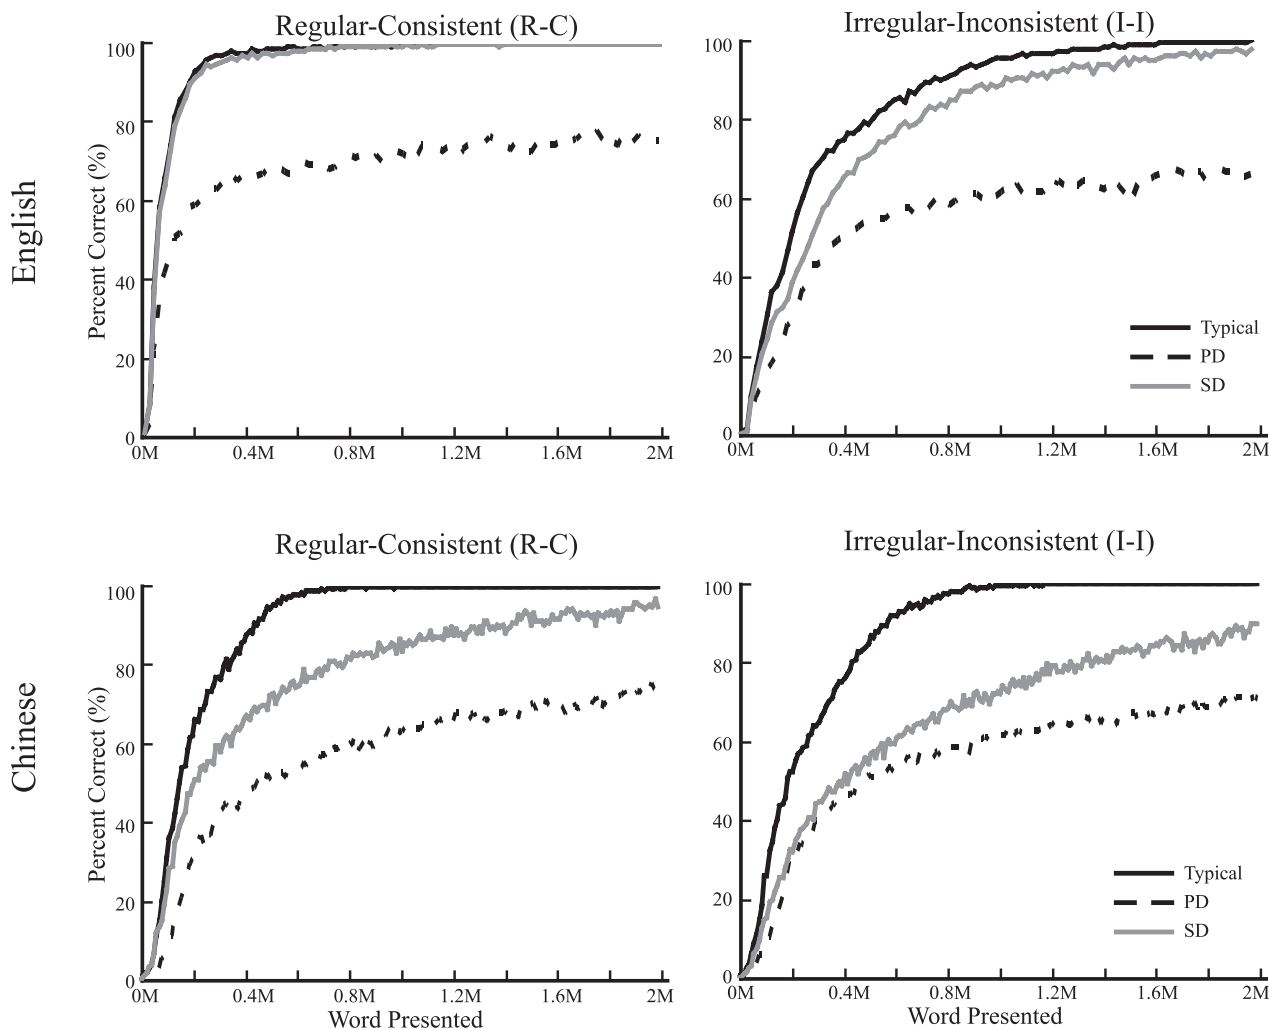 Regular-Consistent (R-C)
Irregular-Inconsistent (I-I)
English
Percent Correct (%)
100
80
60
40
20
0
0M 0.4M 0.8M 1.2M 1.6M 2M
100
80
60
40
20
0
0M 0.4M 0.8M 1.2M 1.6M 2M
Typical
PD
SD
Regular-Consistent (R-C)
Irregular-Inconsistent (I-I)
Chinese
Percent Correct (%)
100
80
60
40
20
0
0M 0.4M 0.8M 1.2M 1.6M 2M
Word Presented
100
80
60
40
20
0
0M 0.4M 0.8M 1.2M 1.6M 2M
Word Presented
Typical
PD
SD